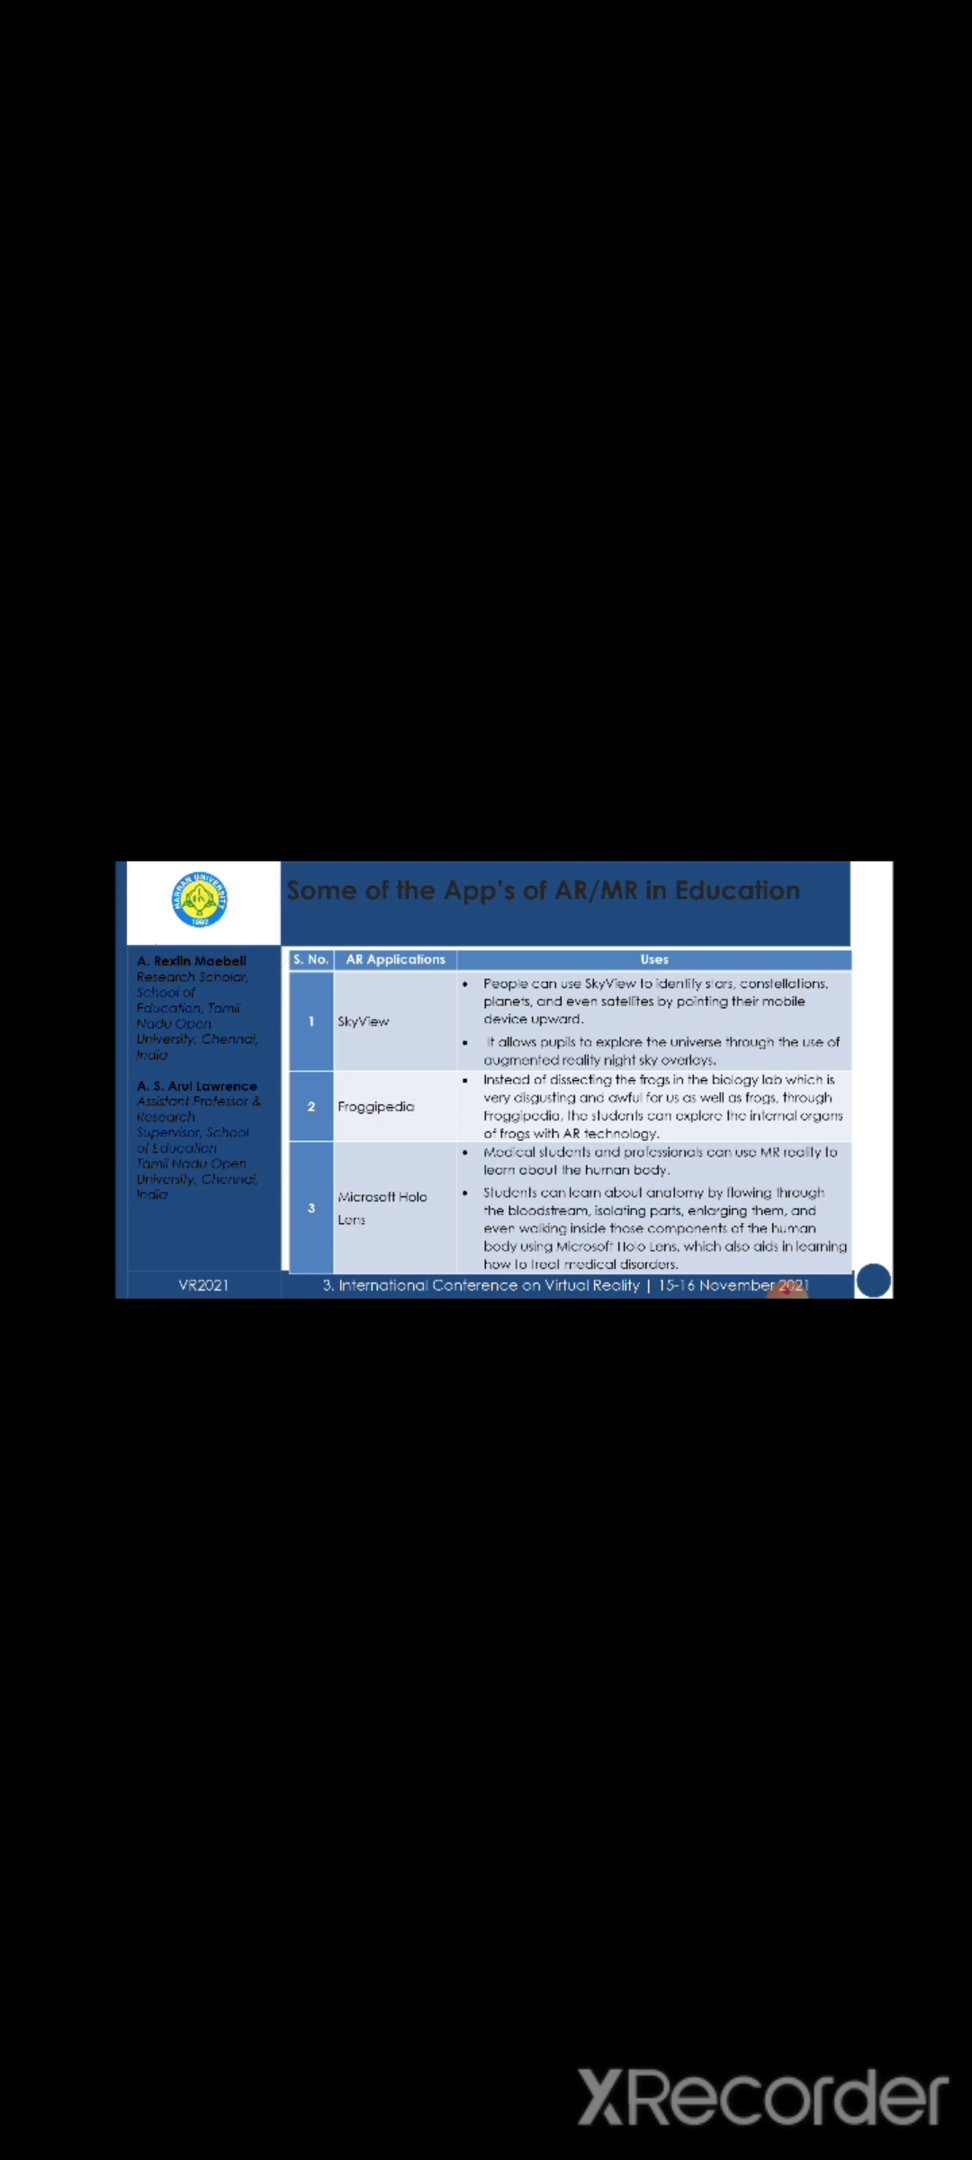 HARRAN UNIVERSITY
1992
Some of the App's of AR/MR in Education
A. Rexlin Maebell
Research Scholar,
School of
Education, Tamil
Nadu Open
University, Chennai,
India
A. S. Arul Lawrence
Assistant Professor &
Research
Supervisor, School
of Education
Tamil Nadu Open
University, Chennai,
India
S. No. AR Applications Uses
1 SkyView
• People can use SkyView to identify stars, constellations,
planets, and even satellites by pointing their mobile
device upward.
• It allows pupils to explore the universe through the use of
augmented reality night sky overlays.
2 Froggipedia
• Instead of dissecting the frogs in the biology lab which is
very disgusting and awful for us as well as frogs, through
Froggipedia, the students can explore the internal organs
of frogs with AR technology.
3 Microsoft Holo
Lens
• Medical students and professionals can use MR reality to
learn about the human body.
• Students can learn about anatomy by flowing through
the bloodstream, isolating parts, enlarging them, and
even walking inside those components of the human
body using Microsoft Holo Lens, which also aids in learning
how to treat medical disorders.
VR2021
3. International Conference on Virtual Reality | 15-16 November 2021
XRecorder